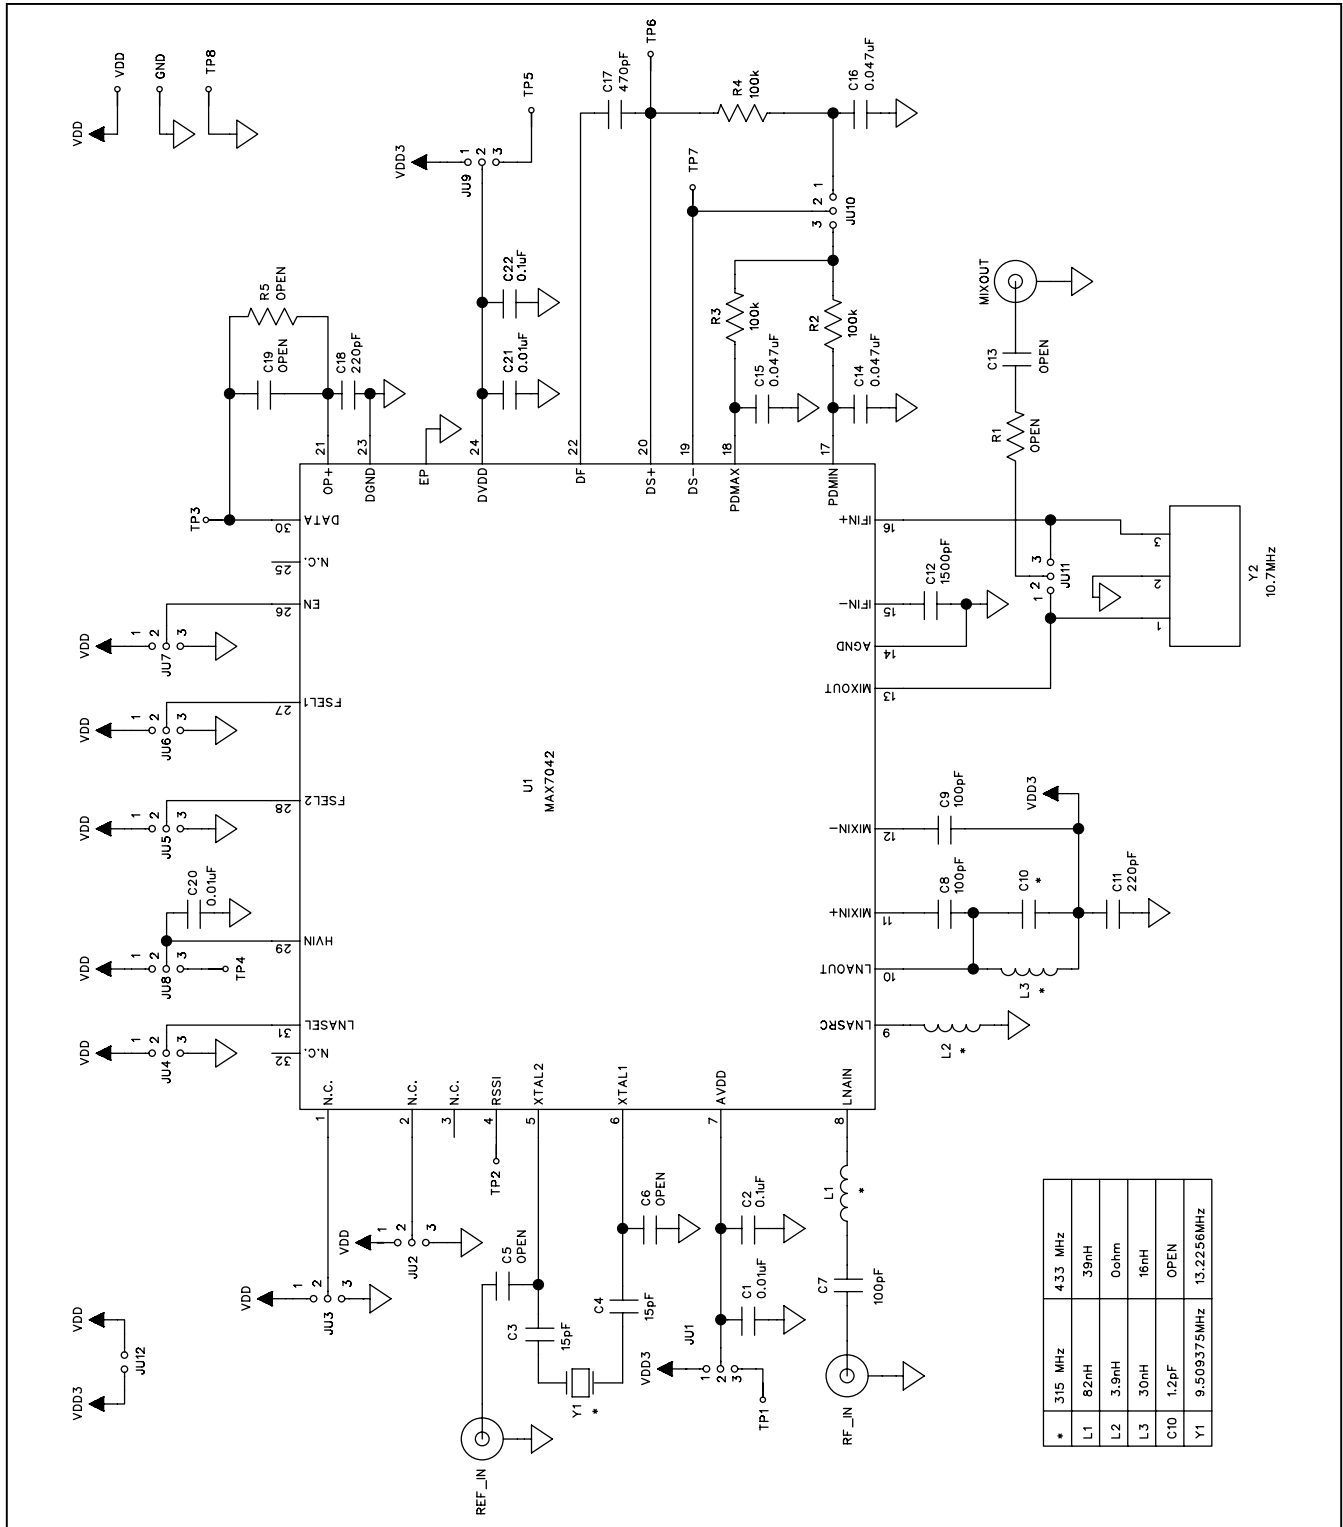 VDD
VDD
GND
TP8
VDD3
VDD
JU12
VDD
1
2
3
JU3
VDD
1
2
3
JU2
VDD
1
2
3
JU4
VDD
1
2
3
JU8
TP4
C20
0.01uF
VDD
1
2
3
JU5
VDD
1
2
3
JU6
VDD
1
2
3
JU7
TP3
C19
OPEN
R5
OPEN
C18
220pF
VDD3
1
2
3
JU9
TP5
C21
0.01uF
C22
0.1uF
C17
470pF
TP6
R4
100k
C16
0.047uF
TP7
1
2
3
JU10
R3
100k
R2
100k
C15
0.047uF
C14
0.047uF
U1
MAX7042
1
N.C.
2
N.C.
3
N.C.
4
RSSI
5
XTAL2
6
XTAL1
7
AVDD
8
LNAIN
9
LNASRC
10
LNAOUT
11
MIXIN+
12
MIXIN-
13
MIXOUT
14
AGND
15
IFIN-
16
IFIN+
17
PDMIN
18
PDMAX
19
DS-
20
DS+
22
DF
24
DVDD
EP
23
DGND
21
OP+
30
DATA
25
N.C.
26
EN
27
FSEL1
28
FSEL2
29
HVIN
31
LNASEL
32
N.C.
TP2
REF_IN
C5
OPEN
C3
15pF
Y1
*
C4
15pF
C6
OPEN
VDD3
1
2
3
JU1
TP1
C1
0.01uF
C2
0.1uF
RF_IN
C7
100pF
L1
*
L2
*
L3
*
C8
100pF
C10
*
C9
100pF
VDD3
C11
220pF
C12
1500pF
1
2
3
JU11
R1
OPEN
C13
OPEN
MIXOUT
1
2
3
Y2
10.7MHz
* 315 MHz 433 MHz
L1 82nH 39nH
L2 3.9nH 0ohm
L3 30nH 16nH
C10 1.2pF OPEN
Y1 9.509375MHz 13.2256MHz